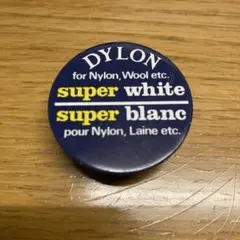 DYLON
for Nylon, Wool etc.
super white
super blanc
pour Nylon, Laine etc.